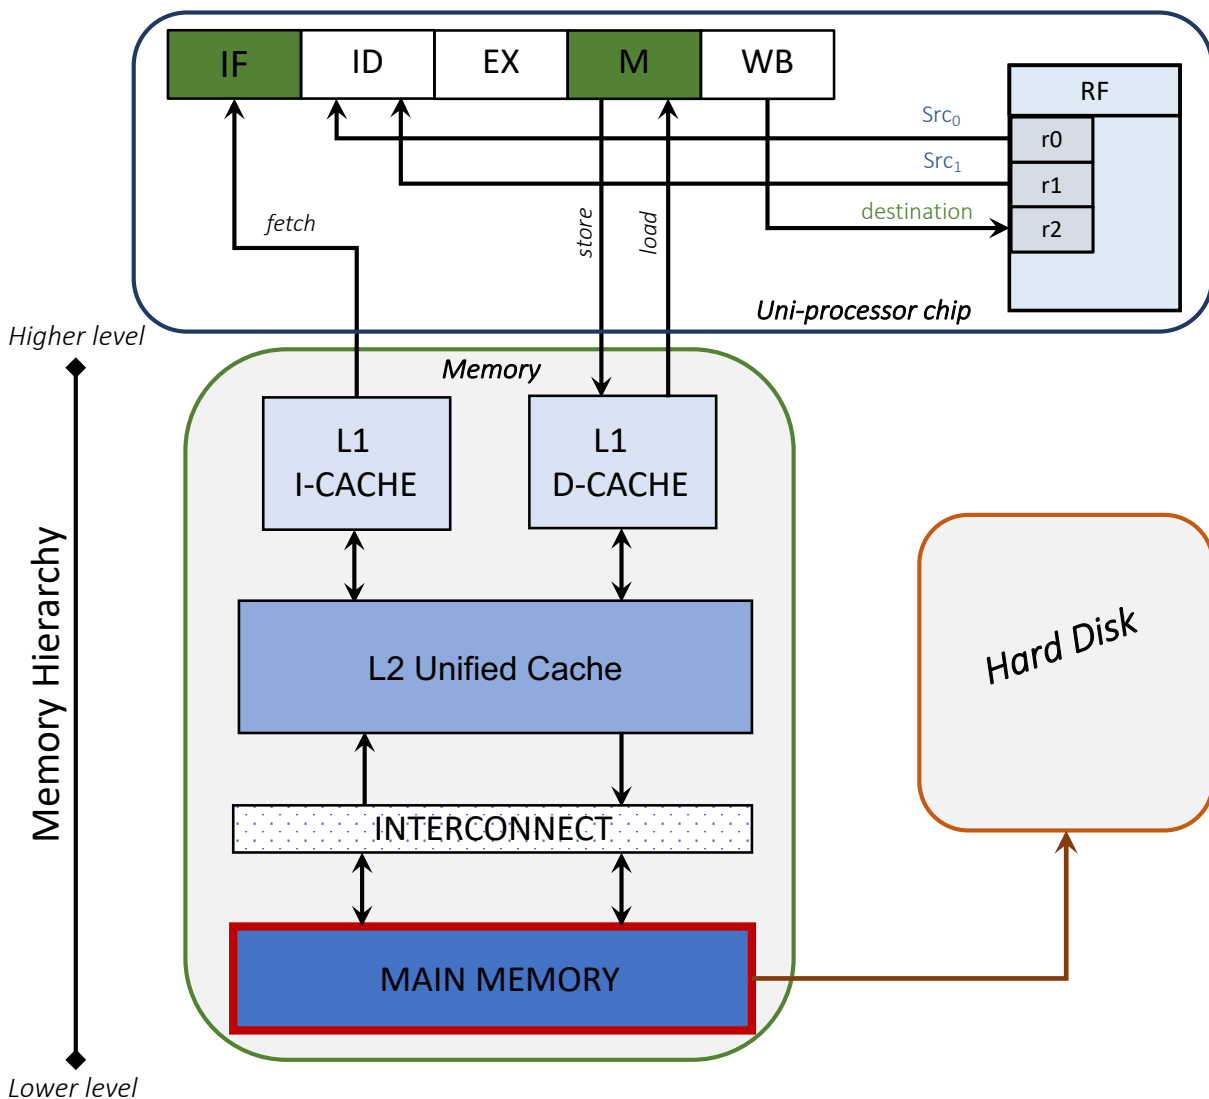 IF ID EX M WB
RF
Src₀
r0
Src₁
r1
destination
r2
fetch
store
load
Uni-processor chip
Higher level
Memory
L1
I-CACHE
L1
D-CACHE
Memory Hierarchy
L2 Unified Cache
Hard Disk
INTERCONNECT
MAIN MEMORY
Lower level